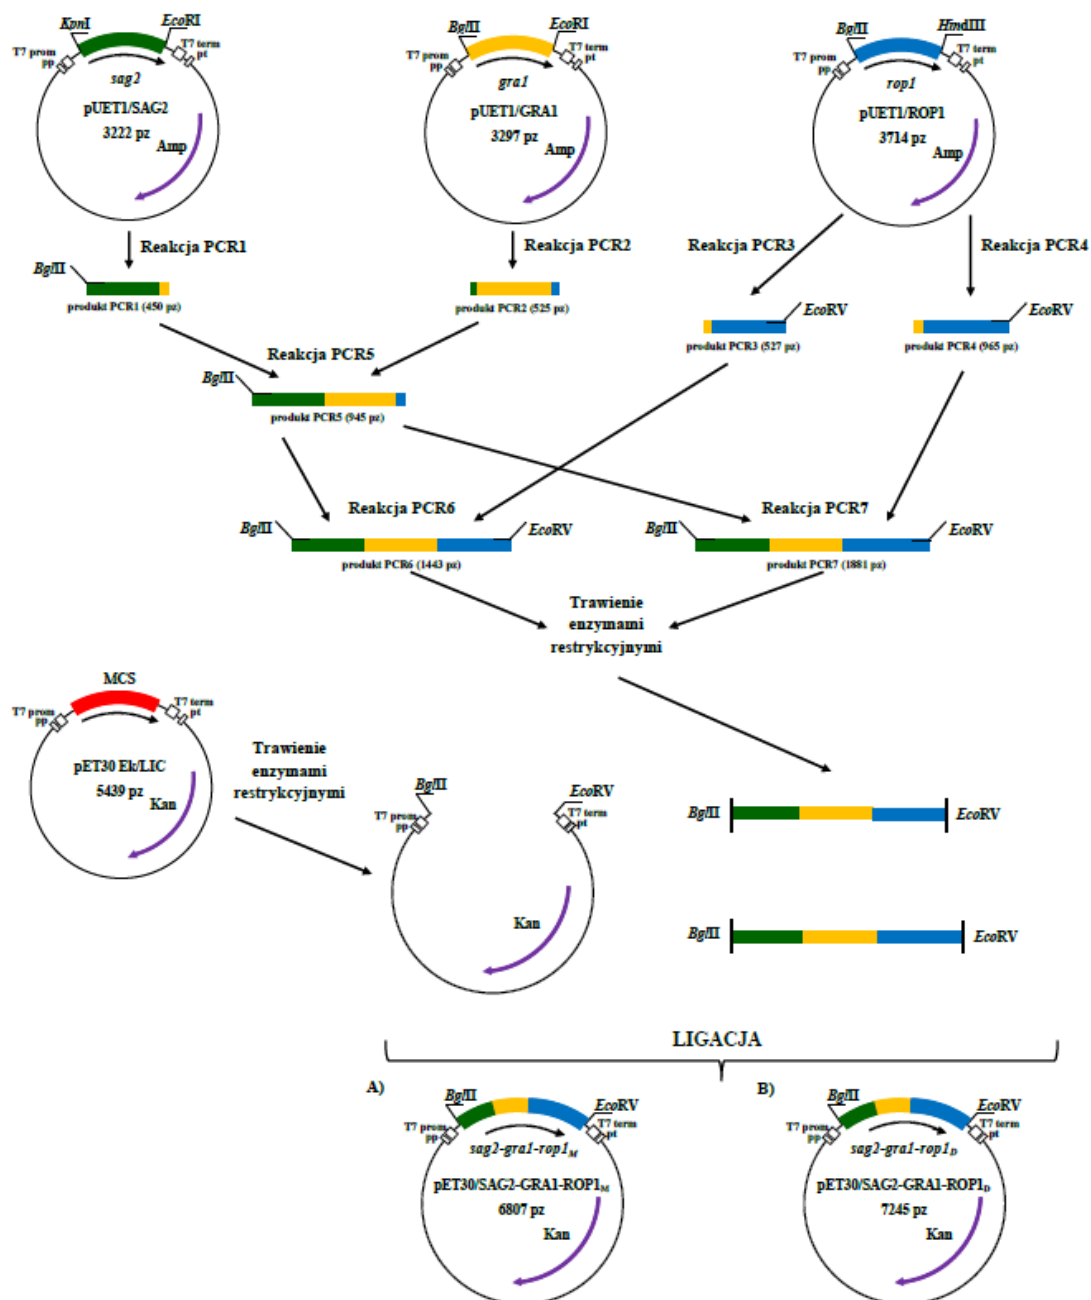 KpnI
EcoRI
T7 prom
pp
T7 term
pt
sag2
pUET1/SAG2
3222 pz
Amp
BglII
EcoRI
T7 prom
pp
T7 term
pt
gra1
pUET1/GRA1
3297 pz
Amp
BglII
HindIII
T7 prom
pp
T7 term
pt
rop1
pUET1/ROP1
3714 pz
Amp
Reakcja PCR1
Reakcja PCR2
Reakcja PCR3
Reakcja PCR4
BglII
produkt PCR1 (450 pz)
produkt PCR2 (525 pz)
EcoRV
produkt PCR3 (527 pz)
EcoRV
produkt PCR4 (965 pz)
Reakcja PCR5
BglII
produkt PCR5 (945 pz)
Reakcja PCR6
BglII
EcoRV
produkt PCR6 (1443 pz)
Reakcja PCR7
BglII
EcoRV
produkt PCR7 (1881 pz)
Trawienie
enzymami
restrykcyjnymi
MCS
T7 prom
pp
T7 term
pt
pET30 Ek/LIC
5439 pz
Kan
Trawienie
enzymami
restrykcyjnymi
BglII
EcoRV
T7 prom
pp
T7 term
pt
Kan
BglII
EcoRV
BglII
EcoRV
LIGACJA
A)
BglII
EcoRV
T7 prom
pp
T7 term
pt
sag2-gra1-rop1M
pET30/SAG2-GRA1-ROP1M
6807 pz
Kan
B)
BglII
EcoRV
T7 prom
pp
T7 term
pt
sag2-gra1-rop1D
pET30/SAG2-GRA1-ROP1D
7245 pz
Kan